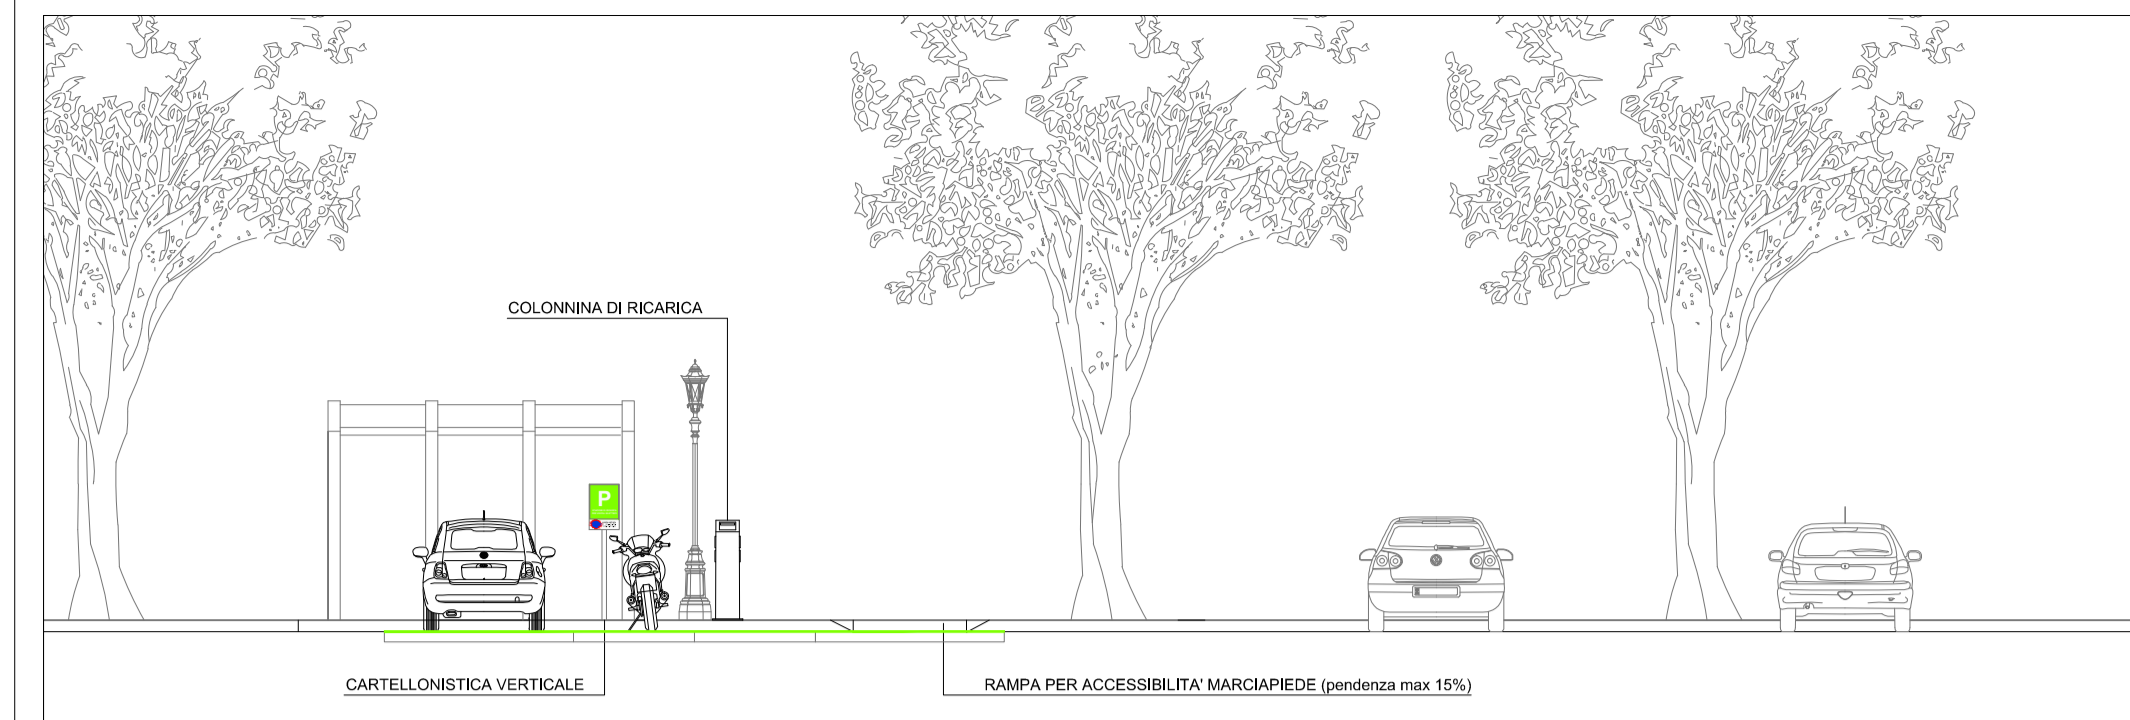 COLONNINA DI RICARICA
P
CARTELLONISTICA VERTICALE
RAMPA PER ACCESSIBILITA' MARCIAPIEDE (pendenza max 15%)